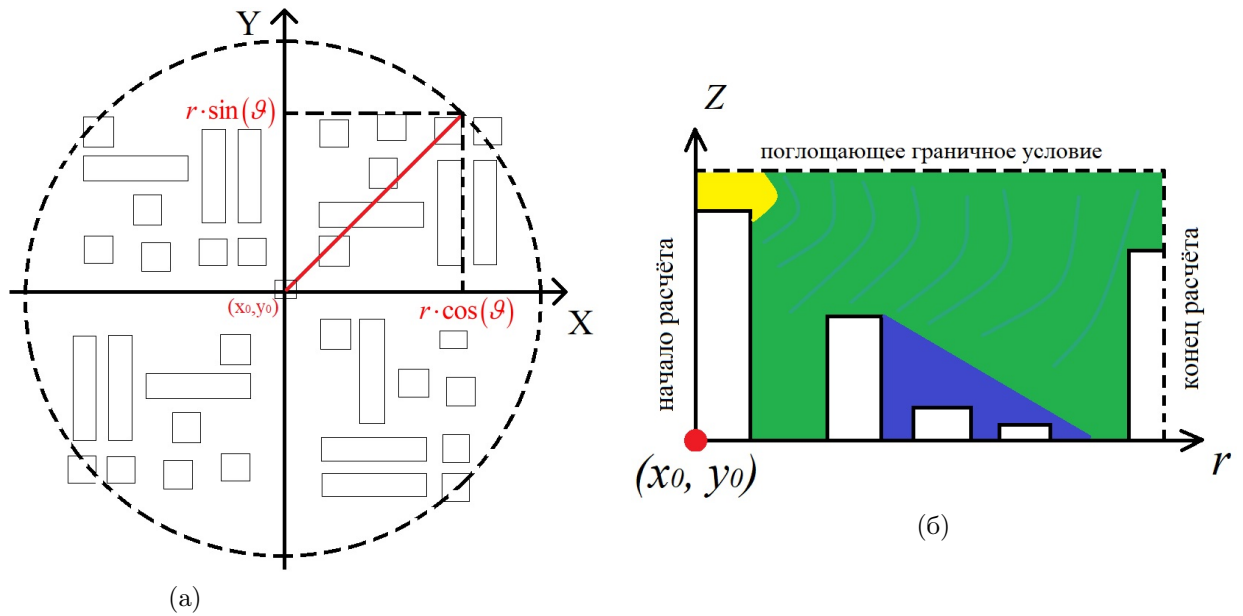 Y
r·sin(ϑ)
(x₀,y₀)
r·cos(ϑ)
X
(а)
Z
поглощающее граничное условие
начало расчёта
конец расчёта
(x₀, y₀)
r
(б)